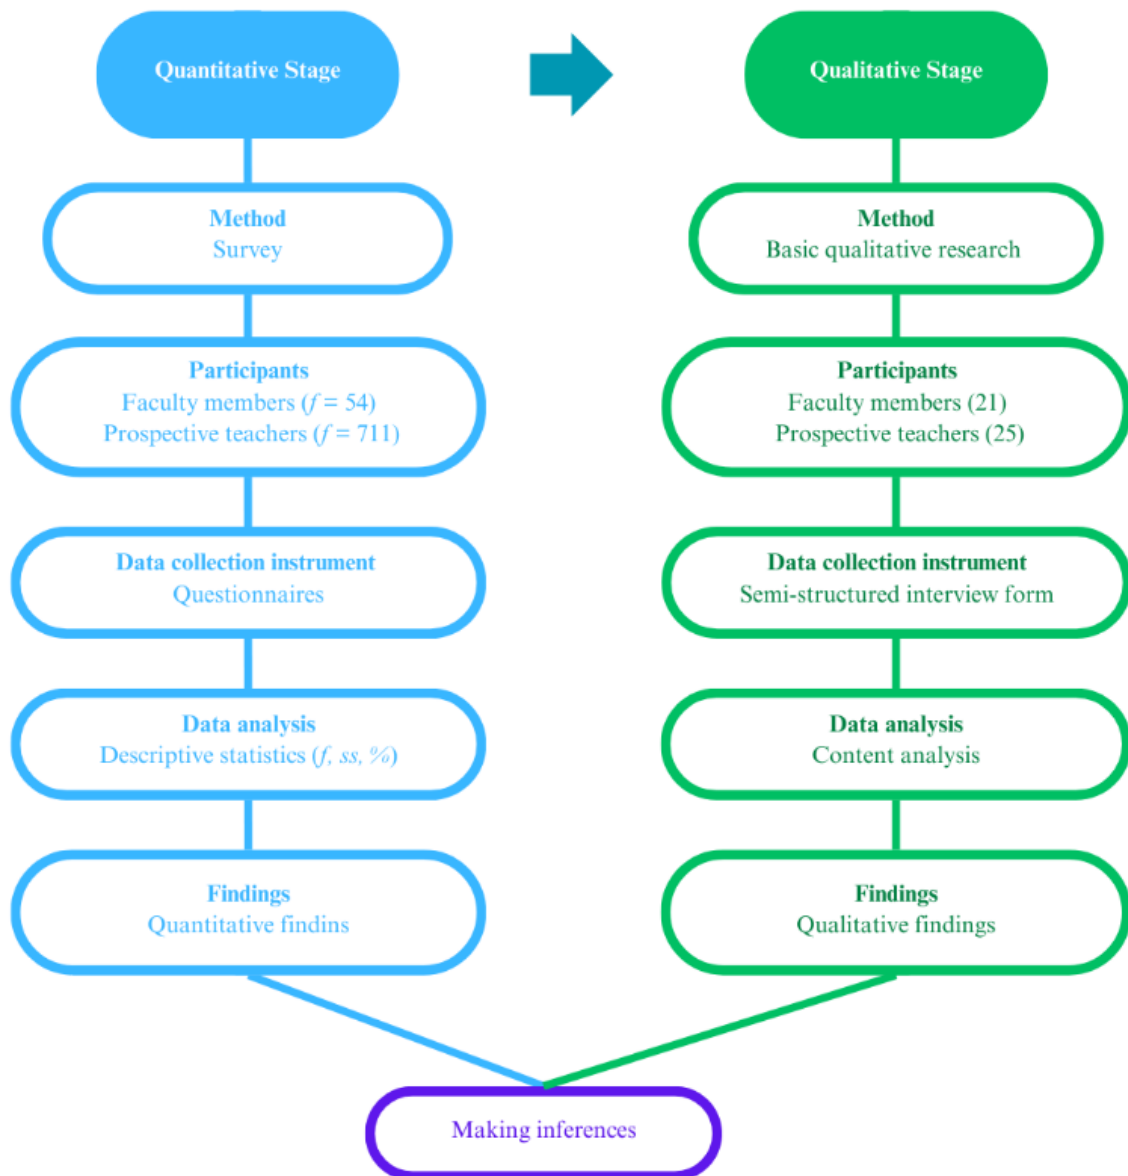 Quantitative Stage
Method
Survey
Participants
Faculty members (f = 54)
Prospective teachers (f = 711)
Data collection instrument
Questionnaires
Data analysis
Descriptive statistics (f, ss, %)
Findings
Quantitative findins
Qualitative Stage
Method
Basic qualitative research
Participants
Faculty members (21)
Prospective teachers (25)
Data collection instrument
Semi-structured interview form
Data analysis
Content analysis
Findings
Qualitative findings
Making inferences